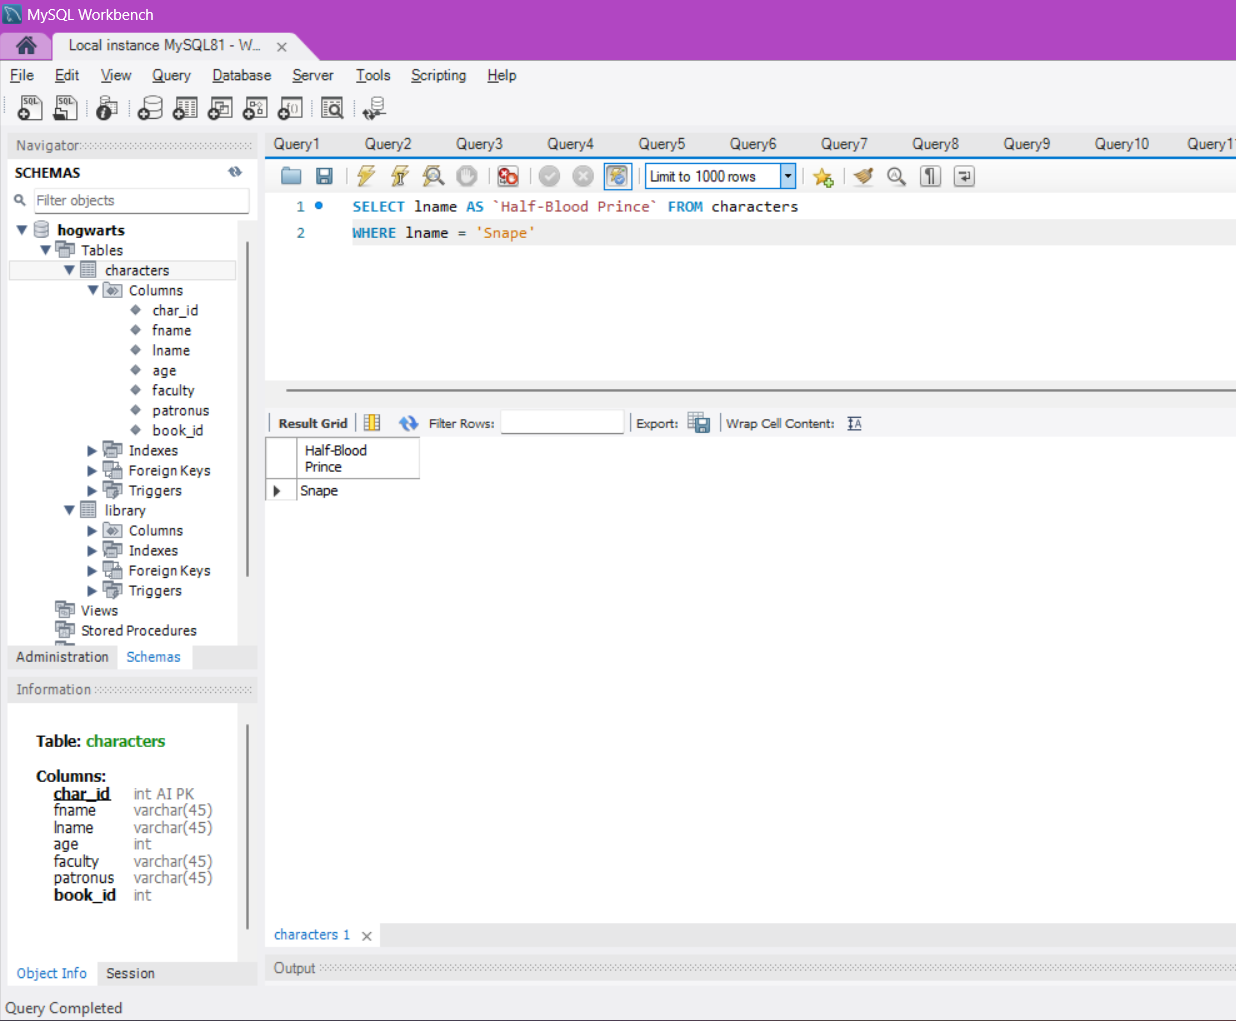 MySQL Workbench
Local instance MySQL81 - W...
File Edit View Query Database Server Tools Scripting Help
Navigator
SCHEMAS
Filter objects
hogwarts
Tables
characters
Columns
char_id
fname
lname
age
faculty
patronus
book_id
Indexes
Foreign Keys
Triggers
library
Columns
Indexes
Foreign Keys
Triggers
Views
Stored Procedures
Administration Schemas
Information
Table: characters
Columns:
char_id int AI PK
fname varchar(45)
lname varchar(45)
age int
faculty varchar(45)
patronus varchar(45)
book_id int
Object Info Session
Query1 Query2 Query3 Query4 Query5 Query6 Query7 Query8 Query9 Query10 Query1
Limit to 1000 rows
1 SELECT lname AS `Half-Blood Prince` FROM characters
2 WHERE lname = 'Snape'
Result Grid Filter Rows: Export: Wrap Cell Content:
Half-Blood
Prince
Snape
characters 1
Output
Query Completed